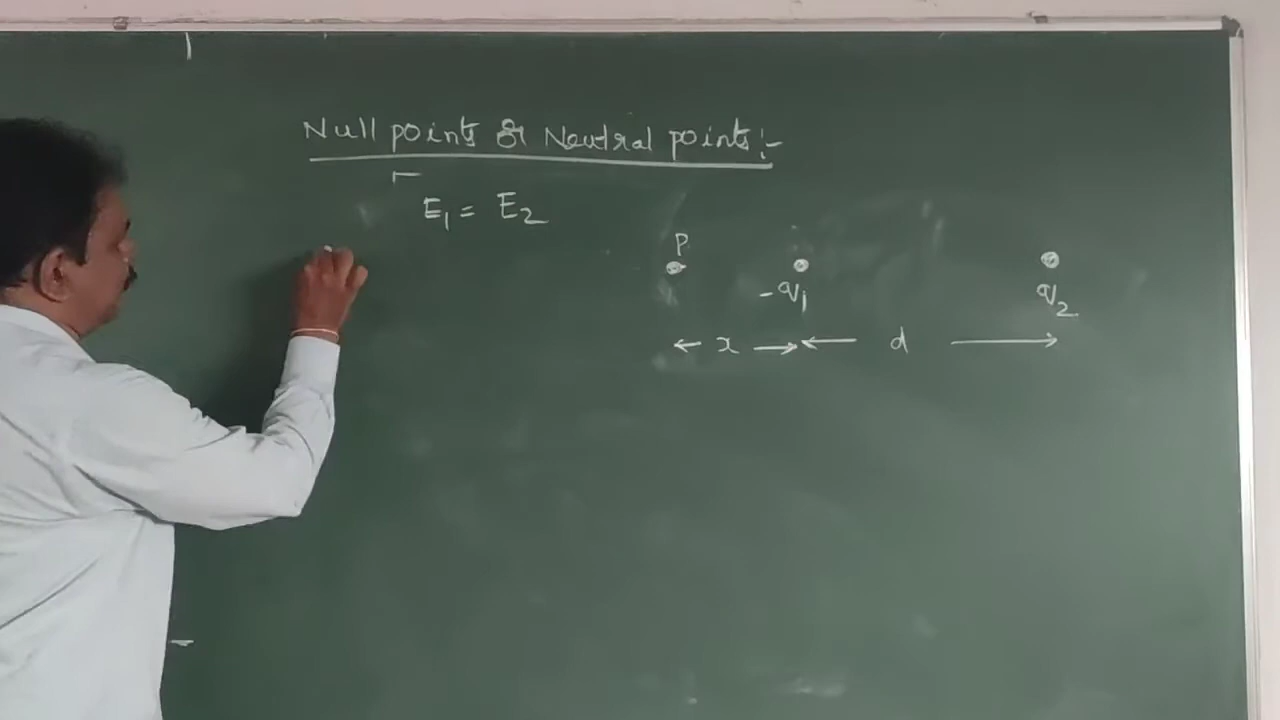 Null points or Neutral points:-
E₁ = E₂
P
-q₁
q₂
x
d